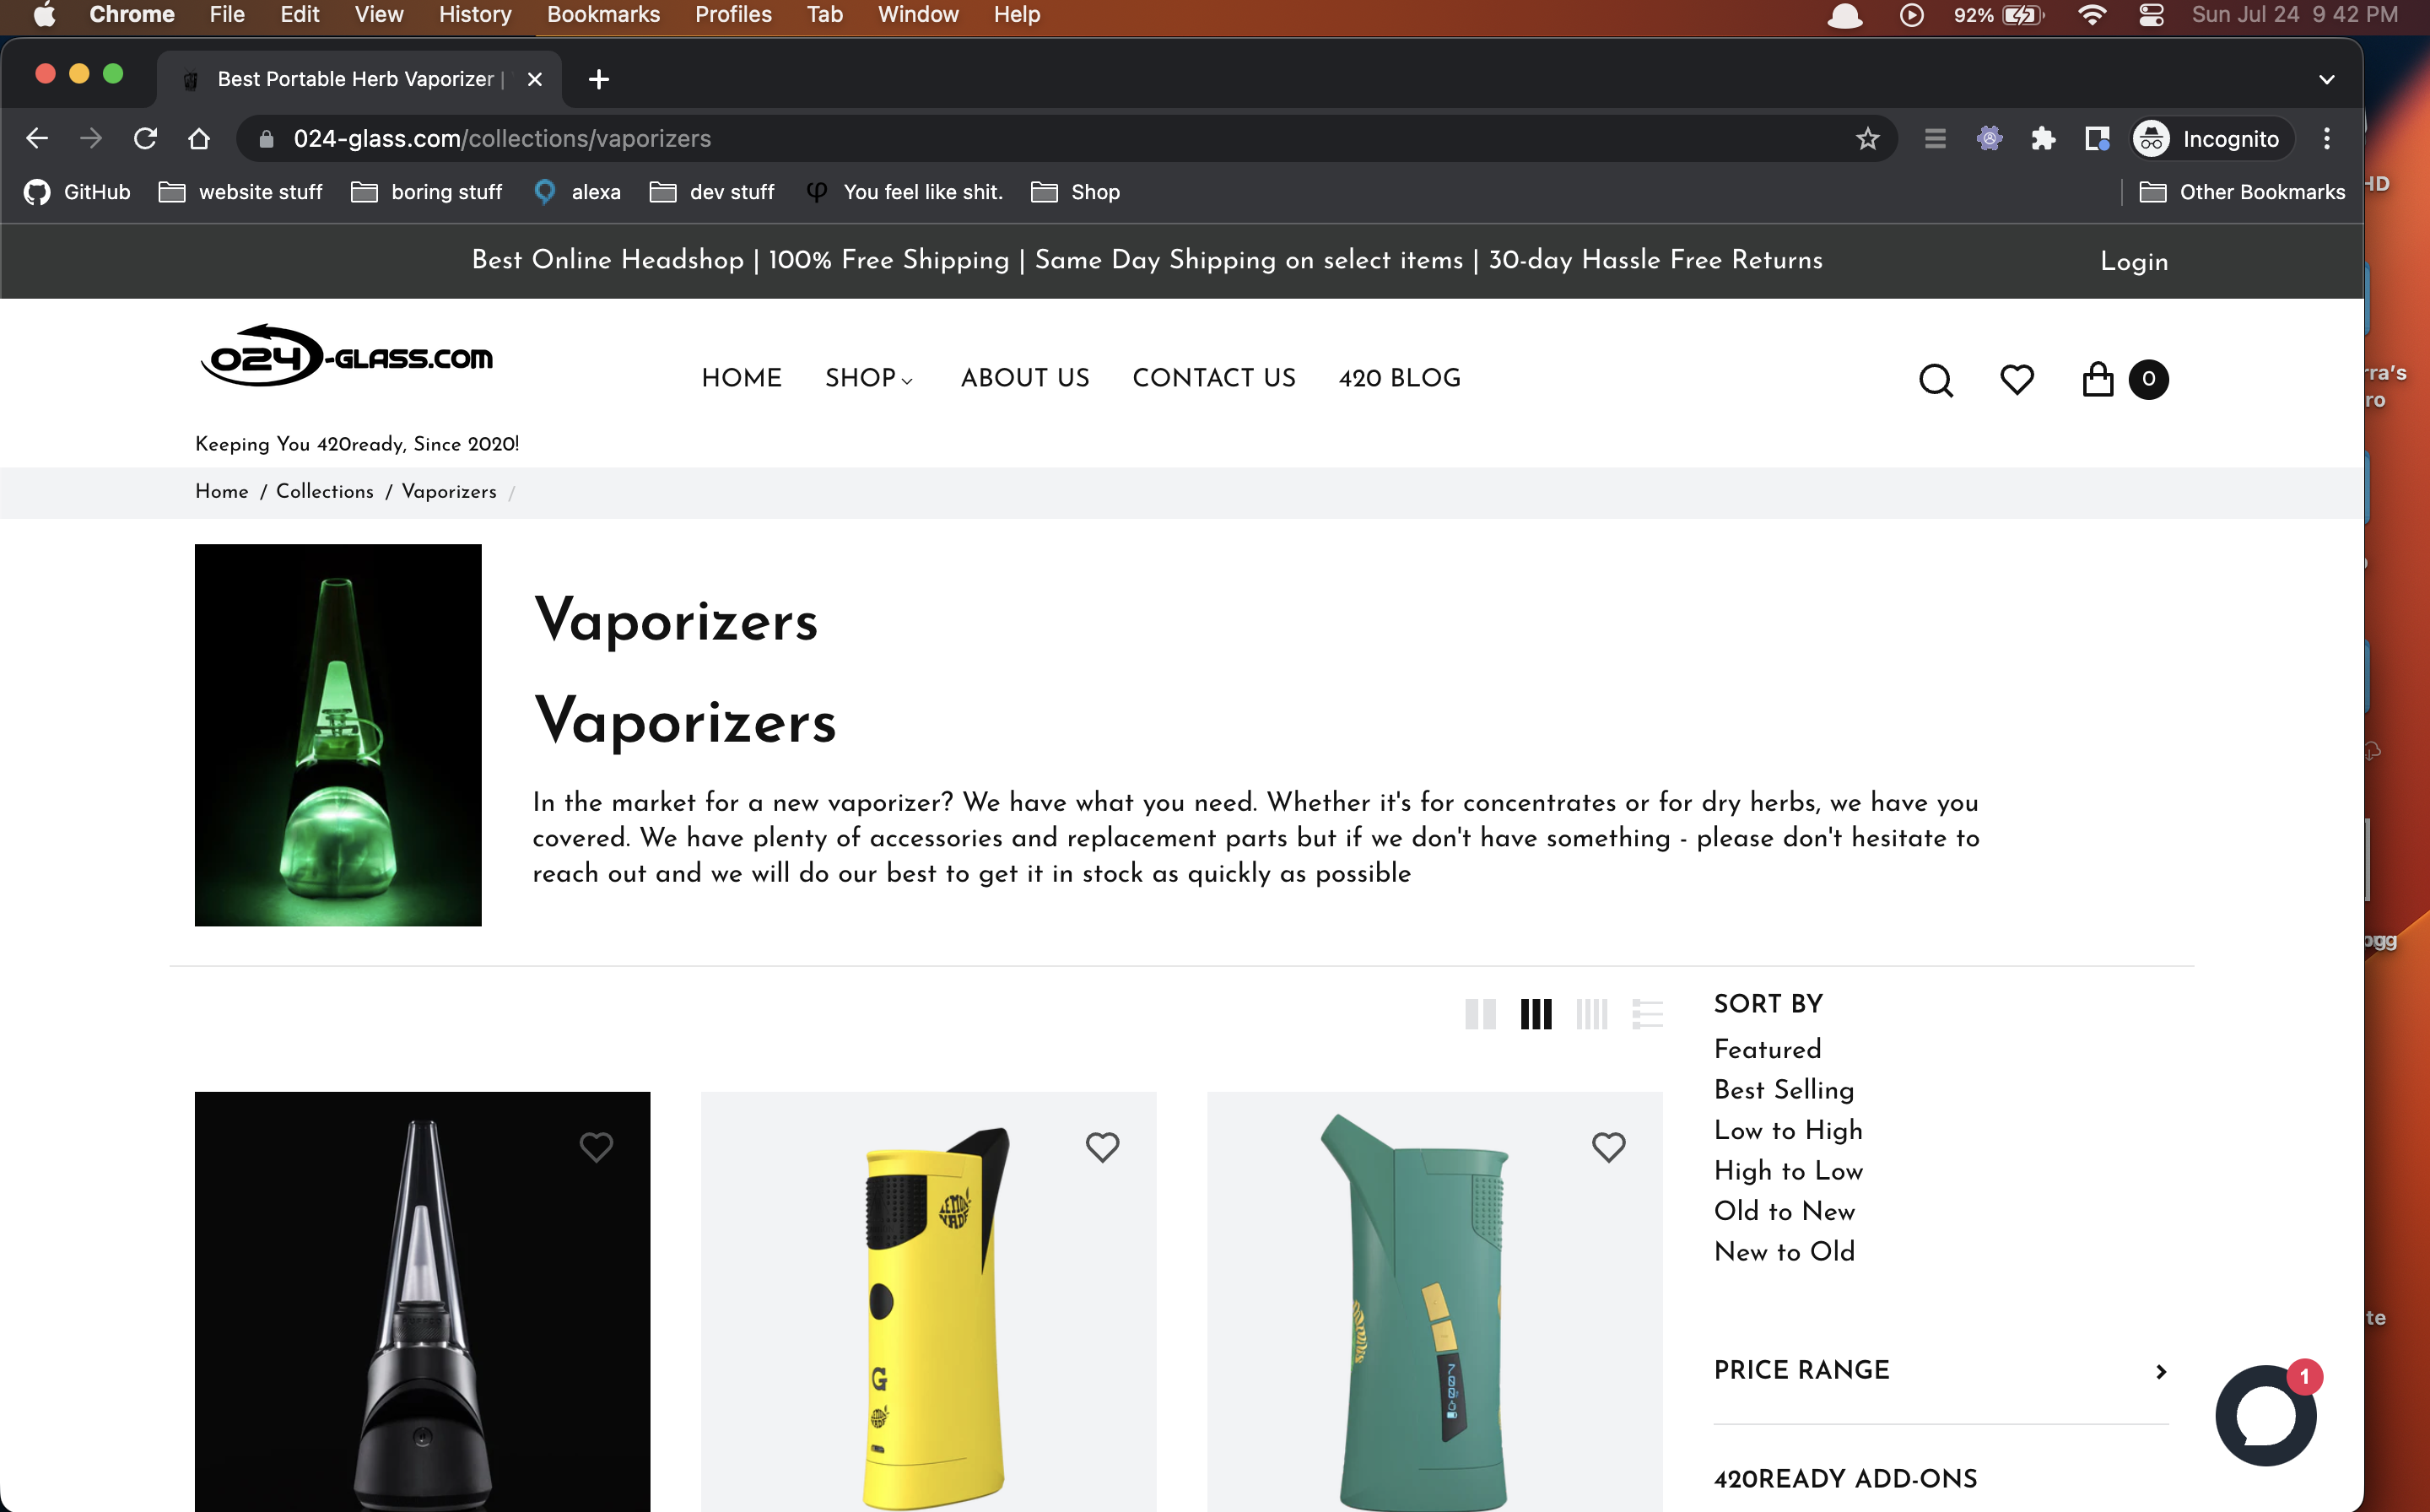 Chrome File Edit View History Bookmarks Profiles Tab Window Help 92% Sun Jul 24 9 42 PM
Best Portable Herb Vaporizer |
024-glass.com/collections/vaporizers Incognito
GitHub website stuff boring stuff alexa dev stuff You feel like shit. Shop Other Bookmarks
HD
Best Online Headshop | 100% Free Shipping | Same Day Shipping on select items | 30-day Hassle Free Returns Login
024-GLASS.COM
HOME SHOP ABOUT US CONTACT US 420 BLOG 0
rra's
ro
Keeping You 420ready, Since 2020!
Home / Collections / Vaporizers /
Vaporizers
Vaporizers
In the market for a new vaporizer? We have what you need. Whether it's for concentrates or for dry herbs, we have you
covered. We have plenty of accessories and replacement parts but if we don't have something - please don't hesitate to
reach out and we will do our best to get it in stock as quickly as possible
SORT BY
Featured
Best Selling
Low to High
High to Low
Old to New
New to Old
LEMON
G
700
te
PRICE RANGE
1
420READY ADD-ONS